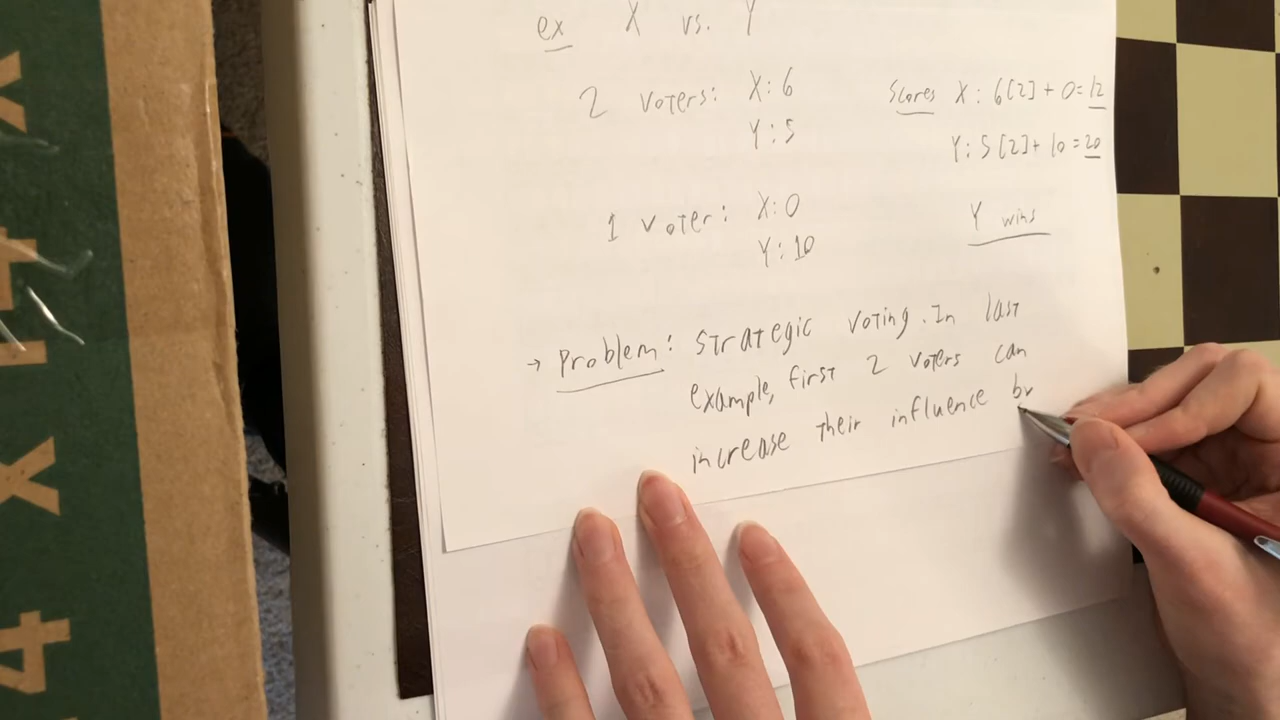 ex X vs. Y
2 voters: X: 6
Y: 5
Scores X: 6[2] + 0 = 12
Y: 5[2] + 10 = 20
1 voter: X: 0
Y: 10
Y wins
→ Problem: Strategic voting. In last
example, first 2 voters can
increase their influence by
4 X